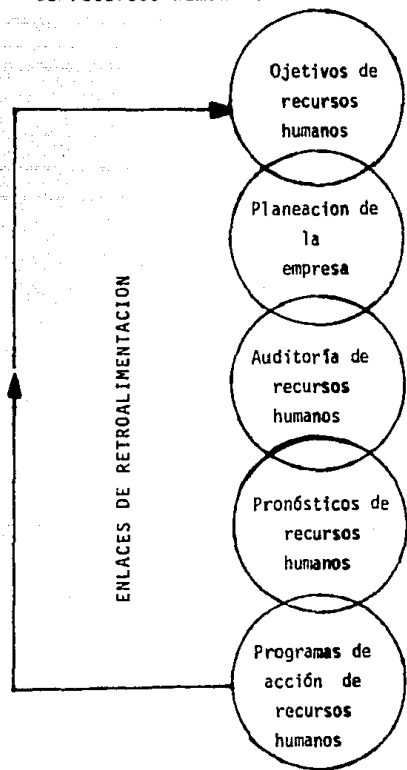 Ojetivos de
recursos
humanos
Planeacion de
la
empresa
Auditoría de
recursos
humanos
Pronósticos de
recursos
humanos
Programas de
acción de
recursos
humanos
ENLACES DE RETROALIMENTACION